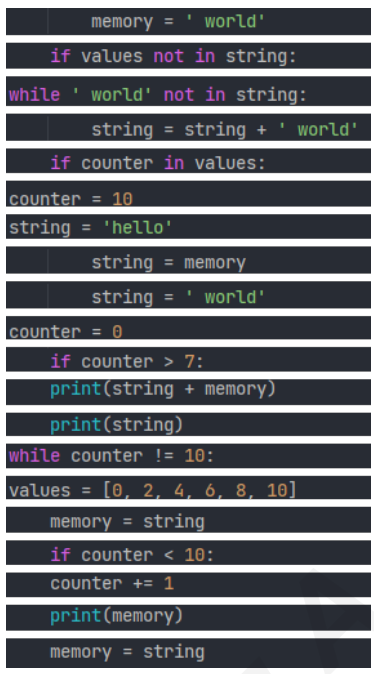 memory = ' world'
    if values not in string:
while ' world' not in string:
        string = string + ' world'
    if counter in values:
counter = 10
string = 'hello'
        string = memory
        string = ' world'
counter = 0
    if counter > 7:
    print(string + memory)
    print(string)
while counter != 10:
values = [0, 2, 4, 6, 8, 10]
    memory = string
    if counter < 10:
    counter += 1
    print(memory)
    memory = string